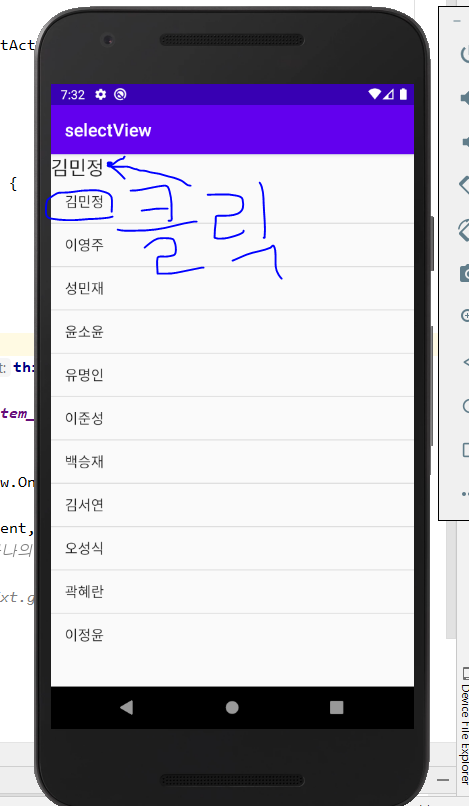 tAct
7:32
selectView
김민정
{
김민정
클릭
이영주
성민재
윤소윤
t: thi
유명인
tem_
이준성
백승재
w.On
김서연
ent,
오성식
나의
곽혜란
xt.g
이정윤
Device File Explorer